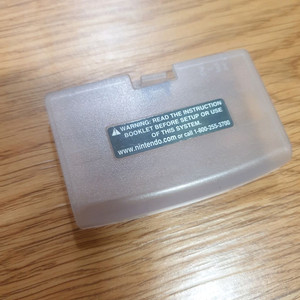 WARNING: READ THE INSTRUCTION
BOOKLET BEFORE SETUP OR USE
OF THIS SYSTEM.
www.nintendo.com or call 1-800-255-3700